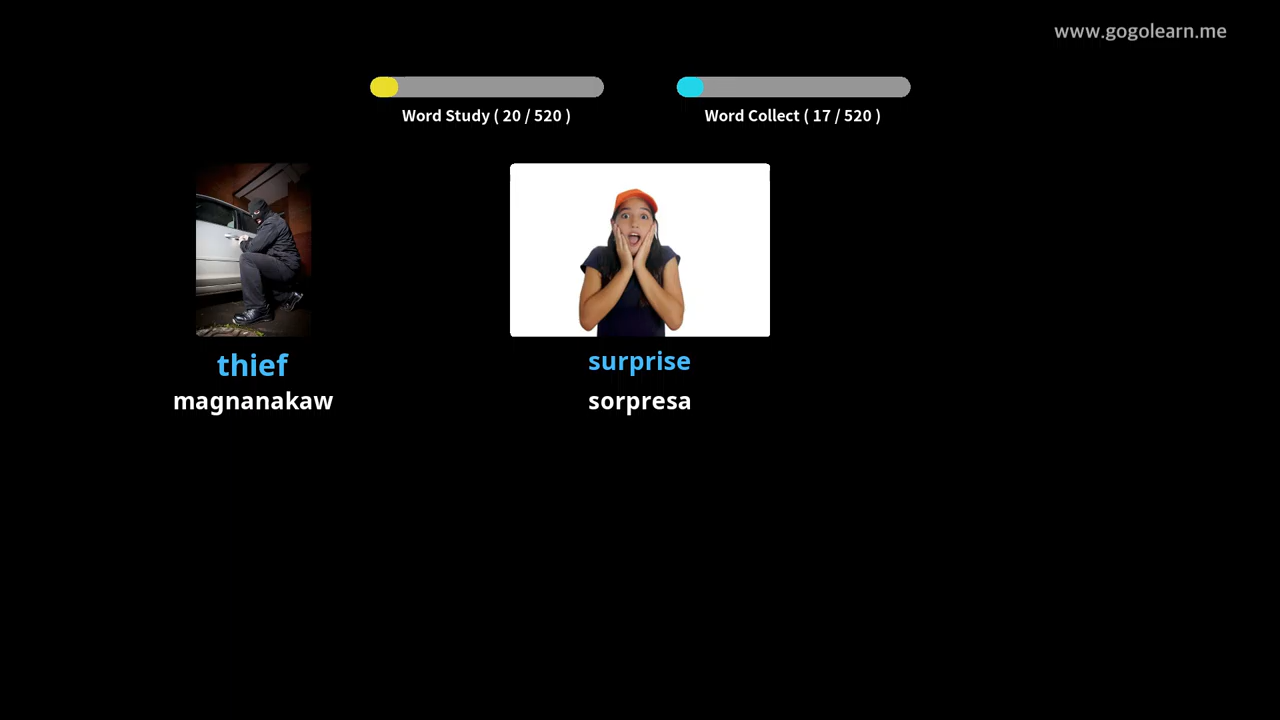 www.gogolearn.me
Word Study ( 20 / 520 )
Word Collect ( 17 / 520 )
thief
magnanakaw
surprise
sorpresa